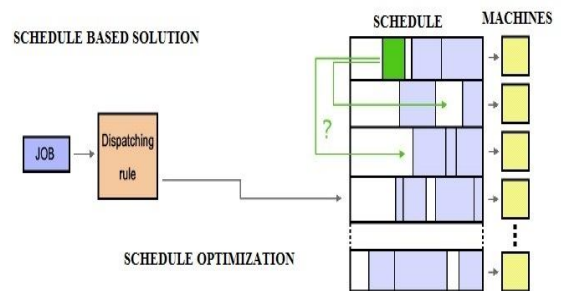 SCHEDULE
MACHINES
SCHEDULE BASED SOLUTION
?
JOB
Dispatching
rule
SCHEDULE OPTIMIZATION